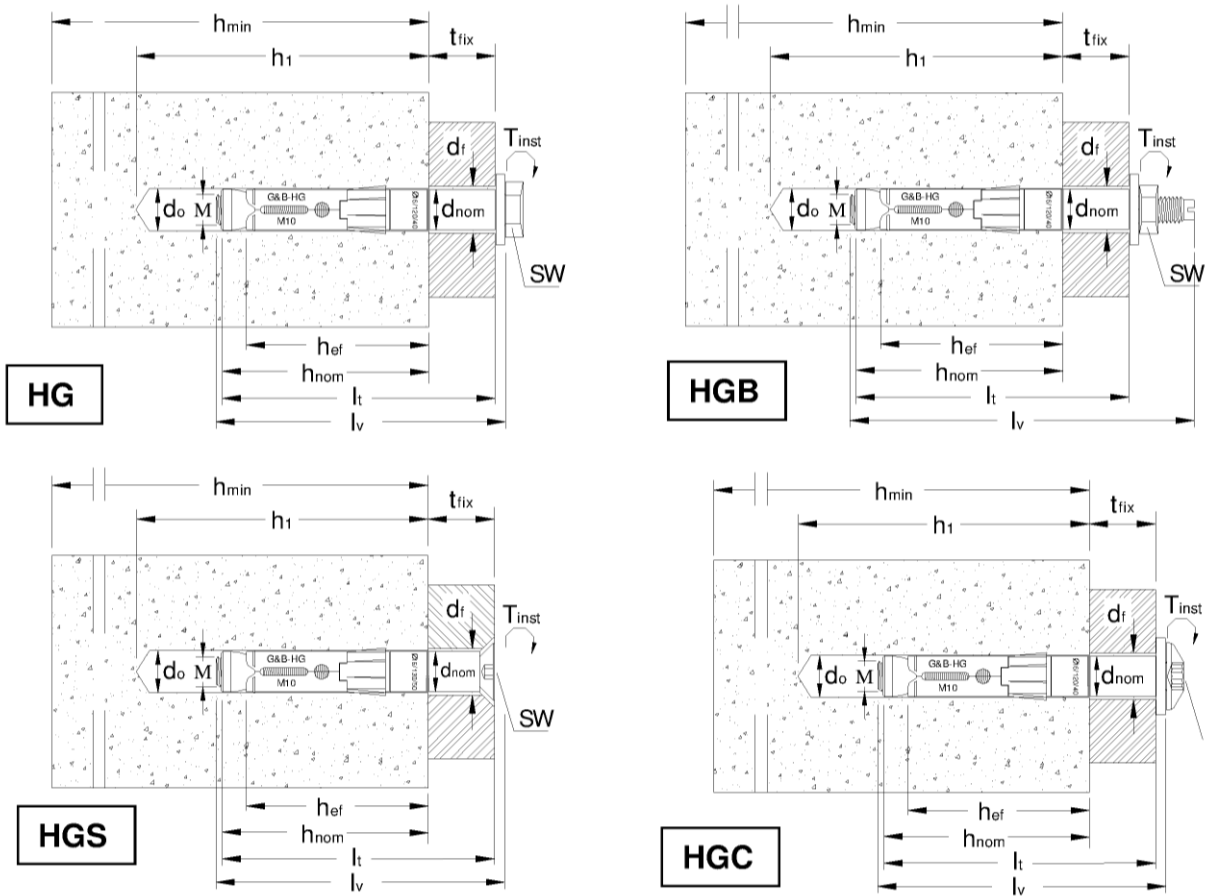 hmin
tfix
h1
Tinst
df
do
M
G&B-HG
M10
dnom
SW
hef
hnom
lt
lv
HG
hmin
tfix
h1
Tinst
df
do
M
G&B-HG
M10
Ø16/120/40
dnom
SW
hef
hnom
lt
lv
HGB
hmin
tfix
h1
Tinst
df
do
M
G&B-HG
M10
dnom
SW
hef
hnom
lt
lv
HGS
hmin
tfix
h1
Tinst
df
do
M
G&B-HG
M10
dnom
hef
hnom
lt
lv
HGC